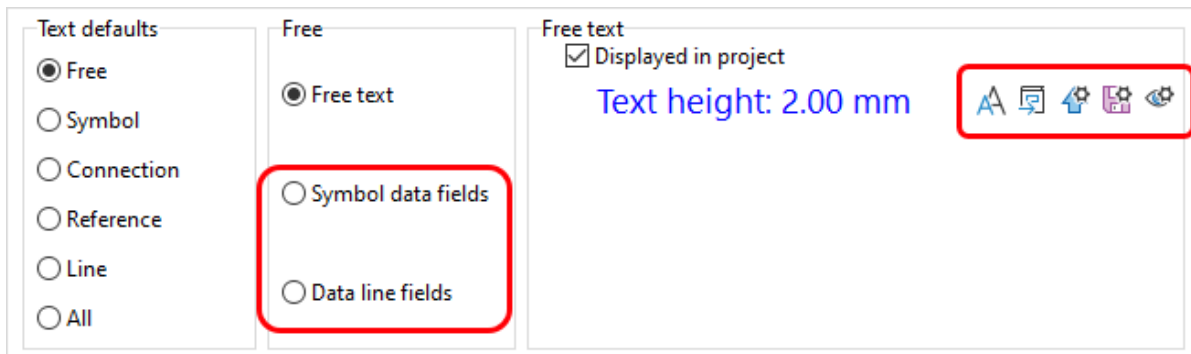 Text defaults
Free
Symbol
Connection
Reference
Line
All
Free
Free text
Symbol data fields
Data line fields
Free text
Displayed in project
Text height: 2.00 mm